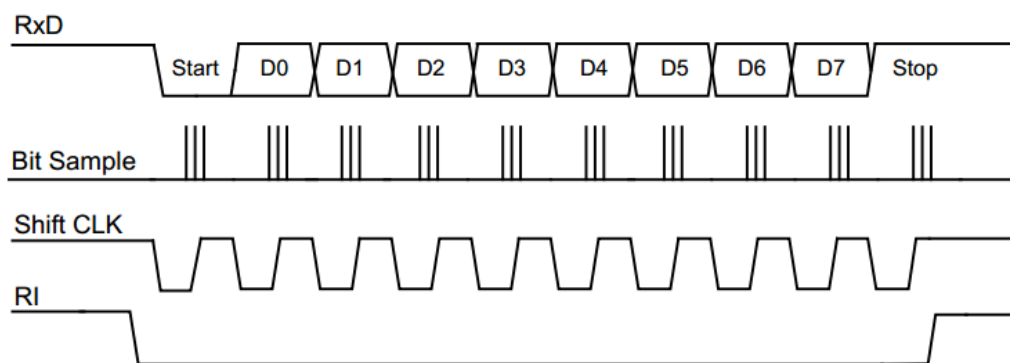 RxD
Start D0 D1 D2 D3 D4 D5 D6 D7 Stop
Bit Sample
Shift CLK
RI